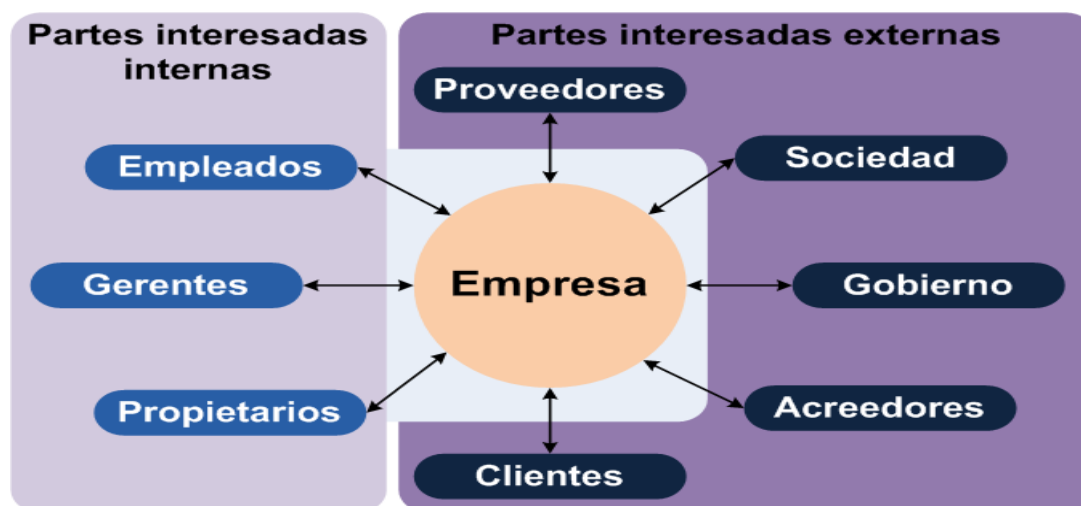 Partes interesadas
internas
Partes interesadas externas
Proveedores
Empleados
Sociedad
Gerentes
Empresa
Gobierno
Propietarios
Acreedores
Clientes